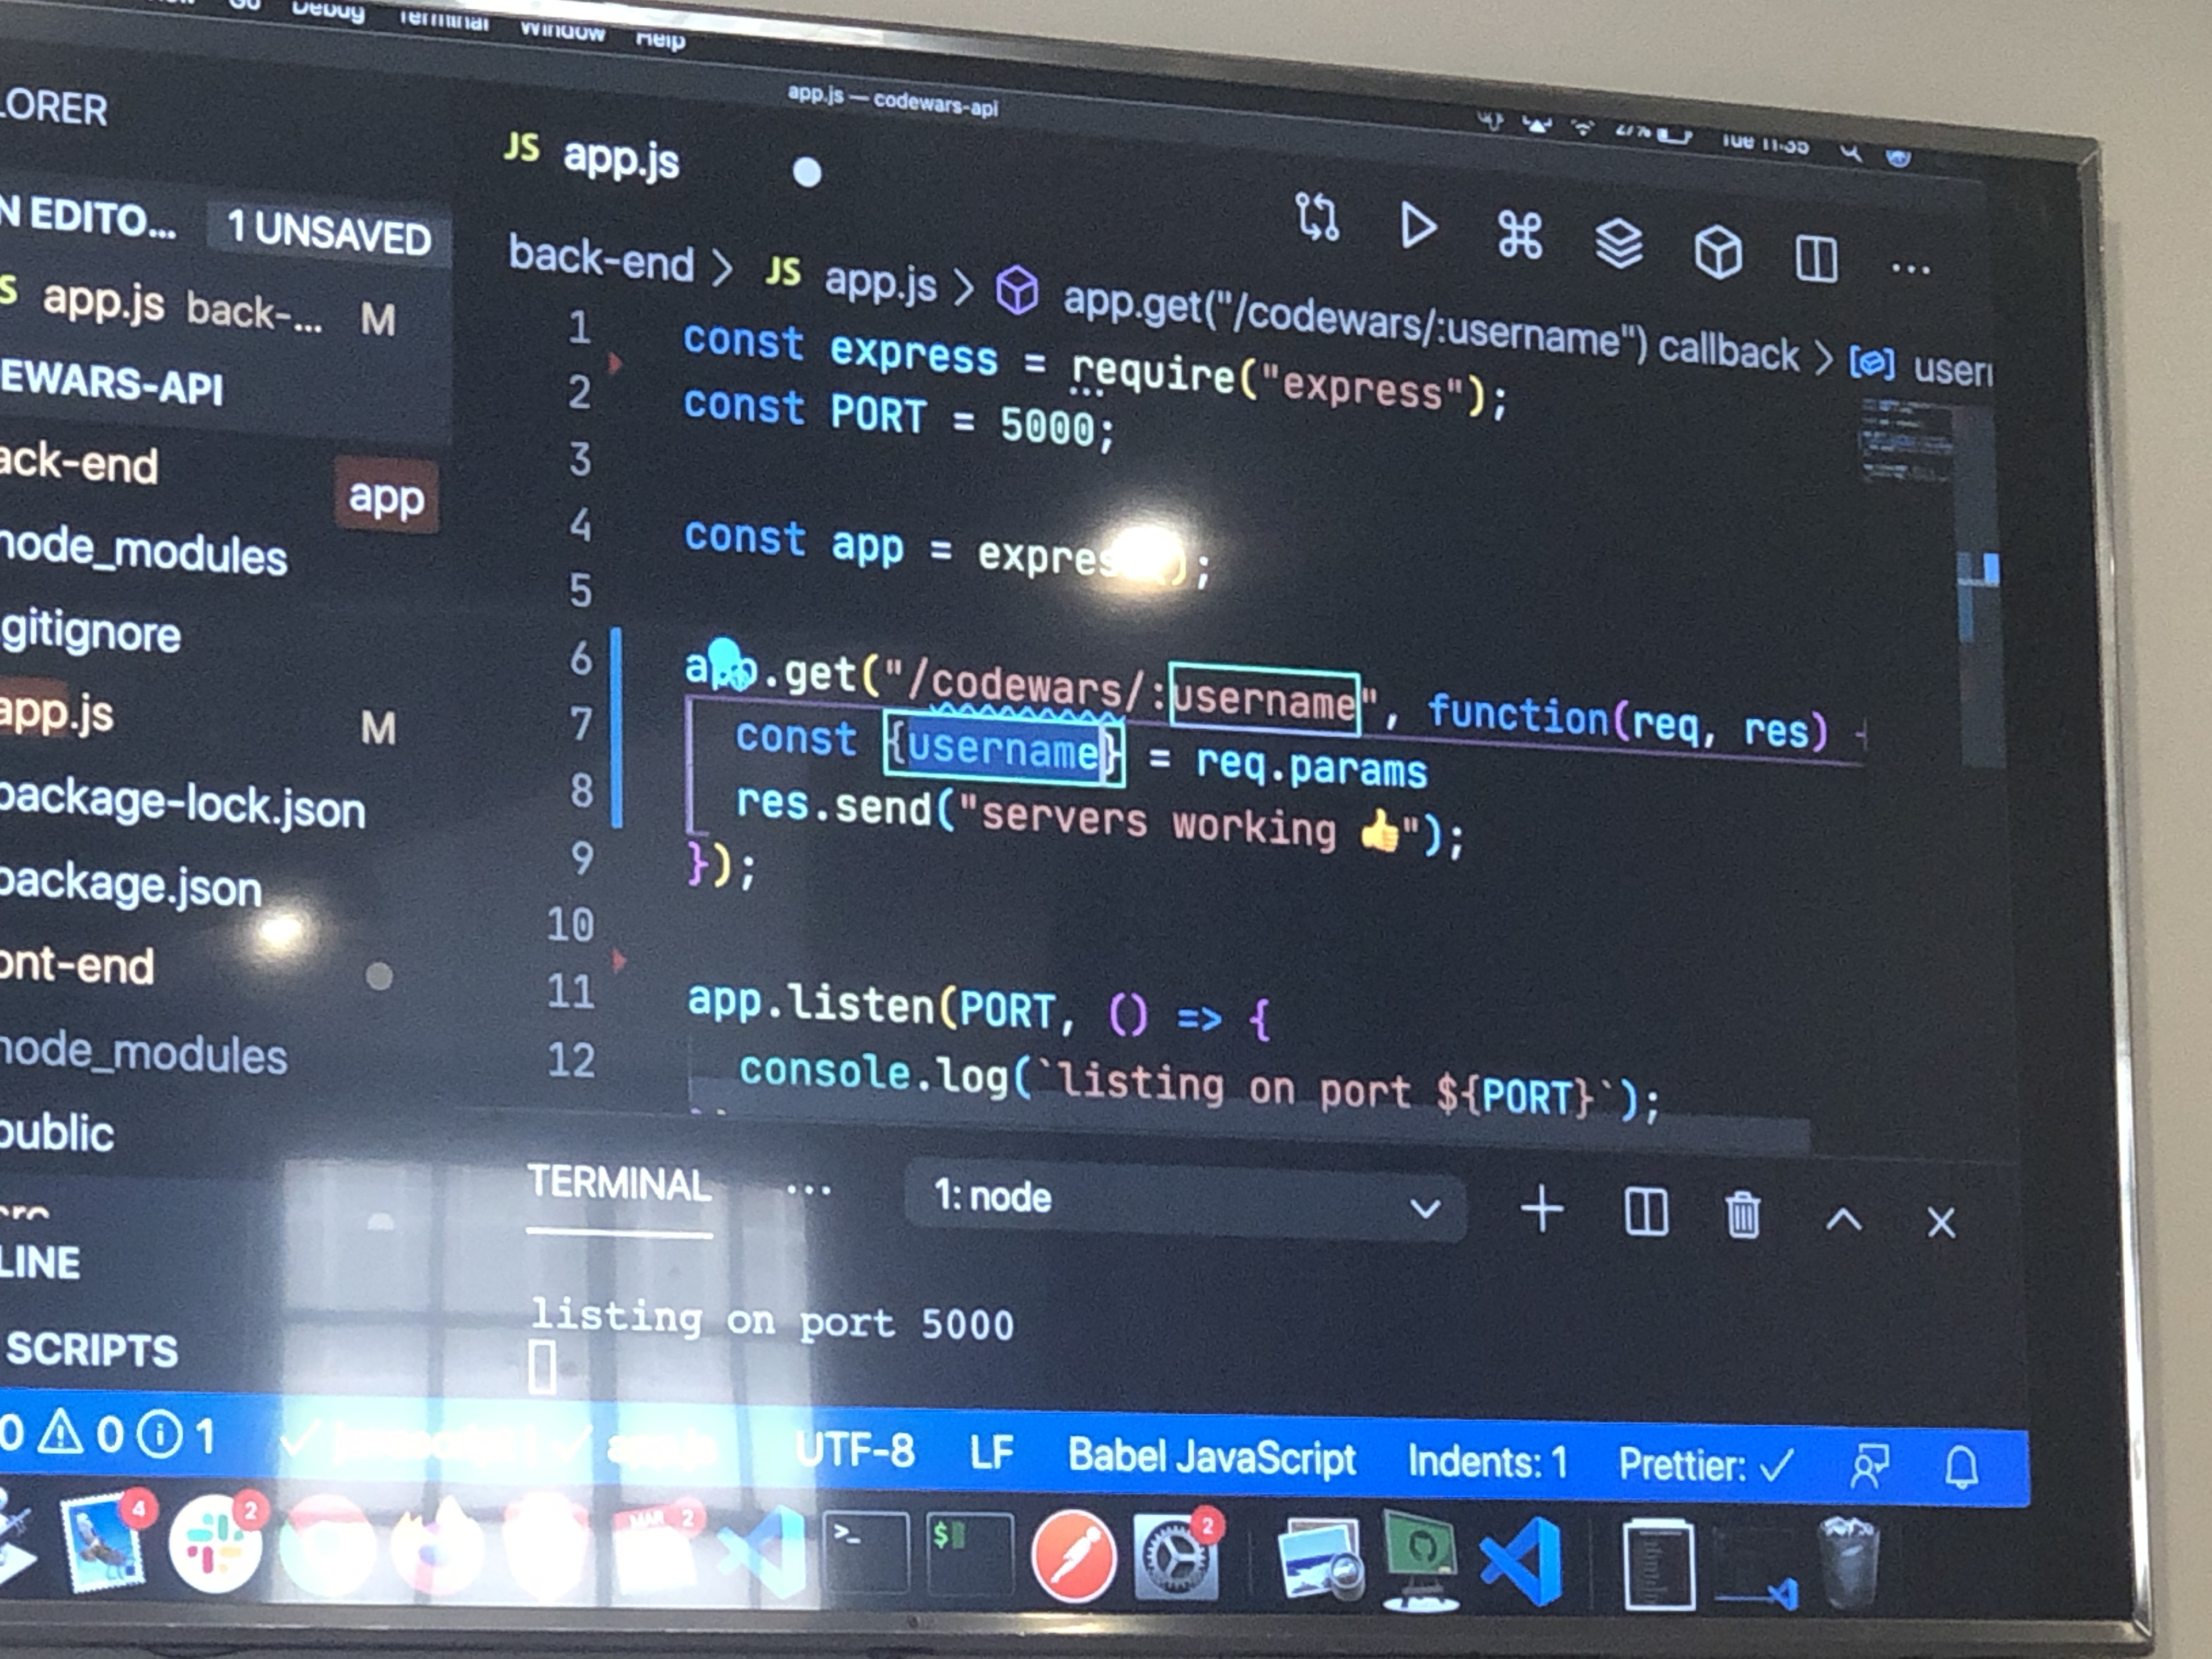 Debug Terminal Window Help
app.js — codewars-api
27% Tue 11:35
LORER
JS app.js
N EDITO... 1 UNSAVED
S app.js back-... M
EWARS-API
ack-end
app
node_modules
gitignore
app.js M
package-lock.json
package.json
ont-end
node_modules
public
LINE
SCRIPTS
back-end > JS app.js > app.get("/codewars/:username") callback > user
1 const express = require("express");
2 const PORT = 5000;
3
4 const app = expres);
5
6 app.get("/codewars/:username", function(req, res) {
7 const {username} = req.params
8 res.send("servers working 👍");
9 });
10
11 app.listen(PORT, () => {
12 console.log(`listing on port ${PORT}`);
TERMINAL ... 1: node
listing on port 5000
0 0 1 UTF-8 LF Babel JavaScript Indents: 1 Prettier: ✓
4 2 MAR 2 >_ $ 2